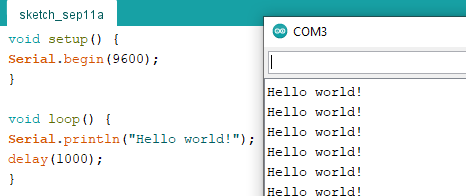 sketch_sep11a
void setup() {
Serial.begin(9600);
}
void loop() {
Serial.println("Hello world!");
delay(1000);
}
COM3
Hello world!
Hello world!
Hello world!
Hello world!
Hello world!
Hello world!